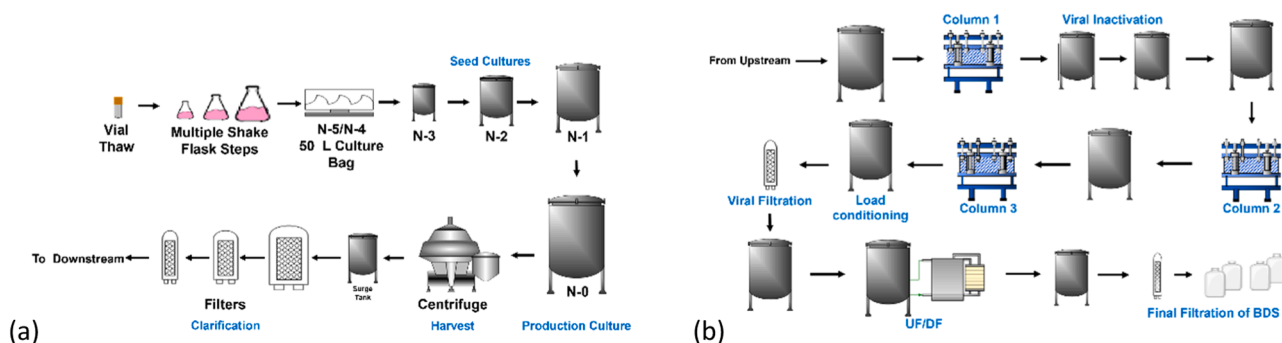 Seed Cultures
Vial
Thaw
Multiple Shake
Flask Steps
N-5/N-4
50 L Culture
Bag
N-3
N-2
N-1
To Downstream
Filters
Clarification
Surge
Tank
Centrifuge
Harvest
N-0
Production Culture
(a)
Column 1
Viral Inactivation
From Upstream
Viral Filtration
Load
conditioning
Column 3
Column 2
UF/DF
Final Filtration of BDS
(b)